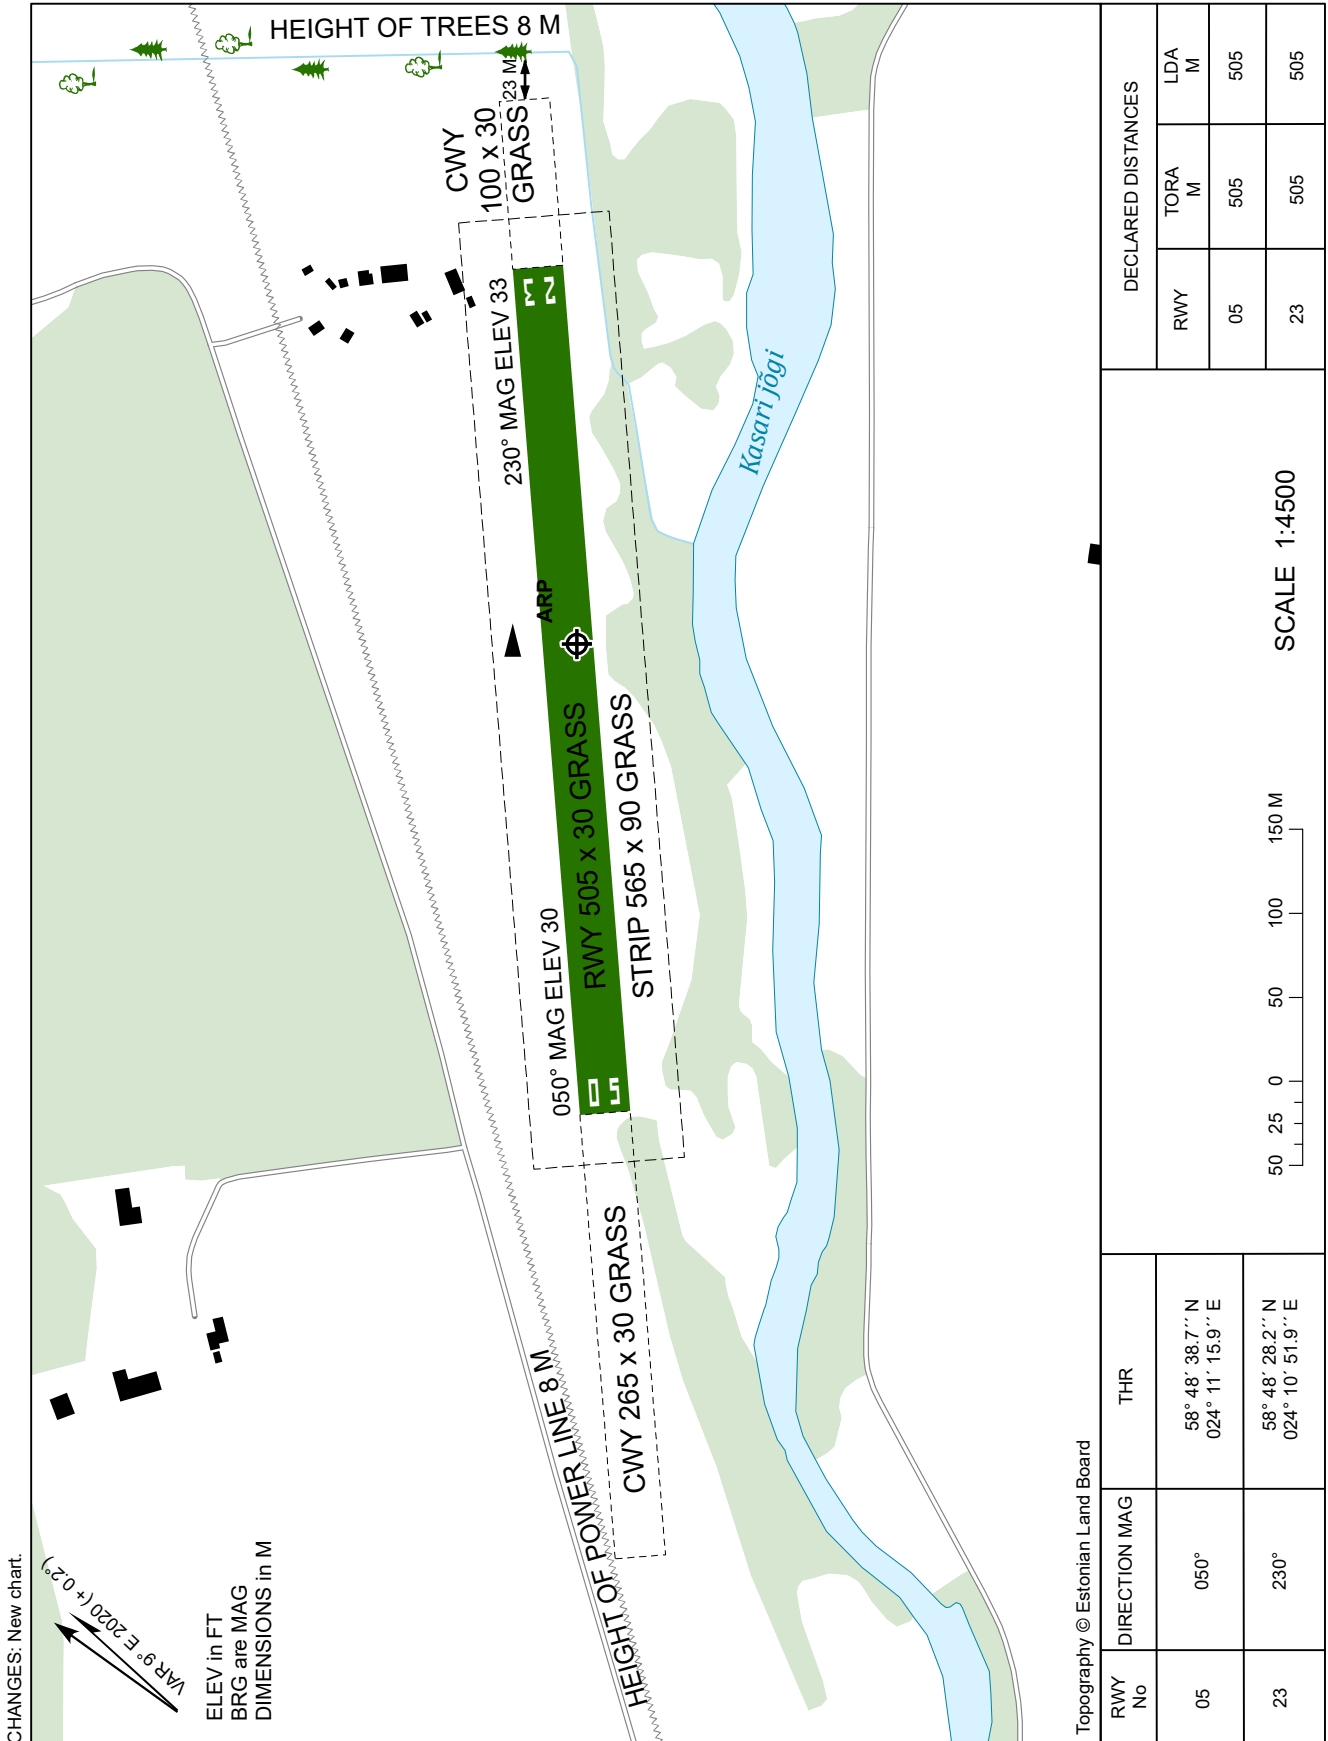 CHANGES: New chart.
VAR 9° E 2020 (+ 0.2°)
ELEV in FT
BRG are MAG
DIMENSIONS in M
HEIGHT OF POWER LINE 8 M
CWY 265 x 30 GRASS
050° MAG ELEV 30
05
RWY 505 x 30 GRASS
STRIP 565 x 90 GRASS
ARP
230° MAG ELEV 33
23
CWY
100 x 30
GRASS
23 M
HEIGHT OF TREES 8 M
Kasari jõgi
Topography © Estonian Land Board
RWY No DIRECTION MAG THR
05 050° 58° 48´ 38.7´´ N
024° 11´ 15.9´´ E
23 230° 58° 48´ 28.2´´ N
024° 10´ 51.9´´ E
50 25 0 50 100 150 M
SCALE 1:4500
DECLARED DISTANCES
RWY TORA M LDA M
05 505 505
23 505 505